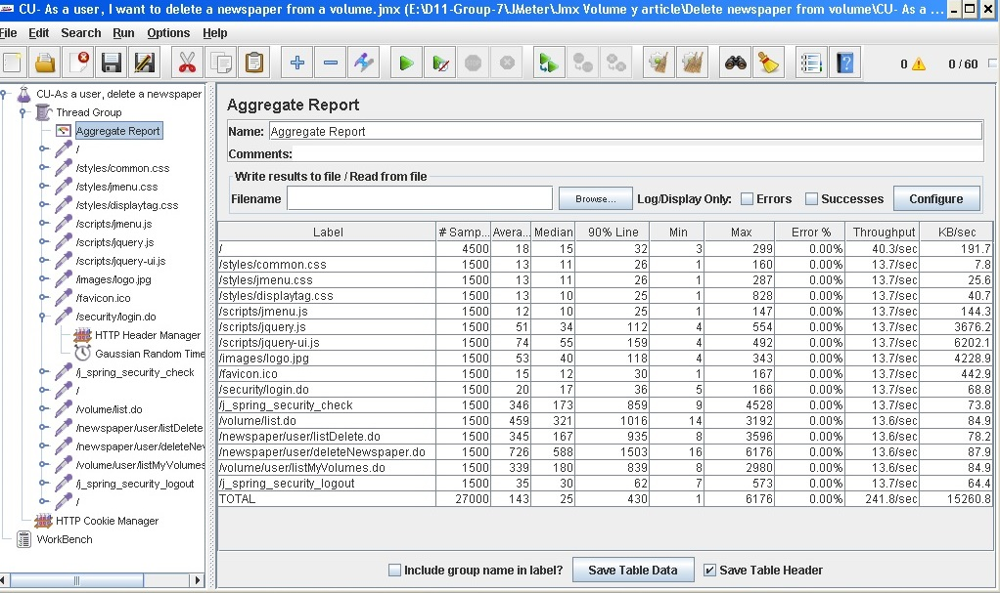 CU- As a user, I want to delete a newspaper from a volume.jmx (E:\D11-Group-7\JMeter\Jmx Volume y article\Delete newspaper from volume\CU- As a ...
File Edit Search Run Options Help
0 0 / 60
CU-As a user, delete a newspaper
Thread Group
Aggregate Report
/
/styles/common.css
/styles/jmenu.css
/styles/displaytag.css
/scripts/jmenu.js
/scripts/jquery.js
/scripts/jquery-ui.js
/images/logo.jpg
/favicon.ico
/security/login.do
HTTP Header Manager
Gaussian Random Time
/j_spring_security_check
/
/volume/list.do
/newspaper/user/listDelete
/newspaper/user/deleteNew
/volume/user/listMyVolumes
/j_spring_security_logout
/
HTTP Cookie Manager
WorkBench
Aggregate Report
Name: Aggregate Report
Comments:
Write results to file / Read from file
Filename Browse... Log/Display Only: Errors Successes Configure
Label # Samp... Avera... Median 90% Line Min Max Error % Throughput KB/sec
/ 4500 18 15 32 3 299 0.00% 40.3/sec 191.7
/styles/common.css 1500 13 11 26 1 160 0.00% 13.7/sec 7.8
/styles/jmenu.css 1500 13 11 26 1 287 0.00% 13.7/sec 25.6
/styles/displaytag.css 1500 13 10 25 1 828 0.00% 13.7/sec 40.7
/scripts/jmenu.js 1500 12 10 25 1 147 0.00% 13.7/sec 144.3
/scripts/jquery.js 1500 51 34 112 4 554 0.00% 13.7/sec 3676.2
/scripts/jquery-ui.js 1500 74 55 159 4 492 0.00% 13.7/sec 6202.1
/images/logo.jpg 1500 53 40 118 4 343 0.00% 13.7/sec 4228.9
/favicon.ico 1500 15 12 30 1 167 0.00% 13.7/sec 442.9
/security/login.do 1500 20 17 36 5 166 0.00% 13.7/sec 68.8
/j_spring_security_check 1500 346 173 859 9 4528 0.00% 13.7/sec 73.8
/volume/list.do 1500 459 321 1016 14 3192 0.00% 13.6/sec 84.9
/newspaper/user/listDelete.do 1500 345 167 935 8 3596 0.00% 13.6/sec 78.2
/newspaper/user/deleteNewspaper.do 1500 726 588 1503 16 6176 0.00% 13.6/sec 87.9
/volume/user/listMyVolumes.do 1500 339 180 839 8 2980 0.00% 13.6/sec 84.9
/j_spring_security_logout 1500 35 30 62 7 573 0.00% 13.7/sec 64.4
TOTAL 27000 143 25 430 1 6176 0.00% 241.8/sec 15260.8
Include group name in label? Save Table Data Save Table Header